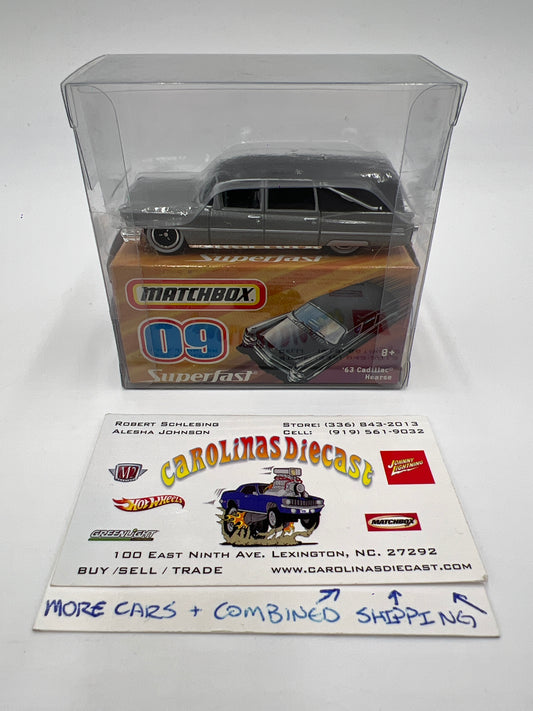 Superfast
MATCHBOX
09
Superfast
8+
'63 Cadillac®
Hearse
Robert Schlesing
Alesha Johnson
Store: (336) 843-2013
Cell: (919) 561-9032
CAROLINAS DIECAST
JOHNNY LIGHTNING
HOT WHEELS
GREENLIGHT
MATCHBOX
100 East Ninth Ave. Lexington, NC. 27292
BUY /SELL / TRADE
www.carolinasdiecast.com
MORE CARS + COMBINED SHIPPING